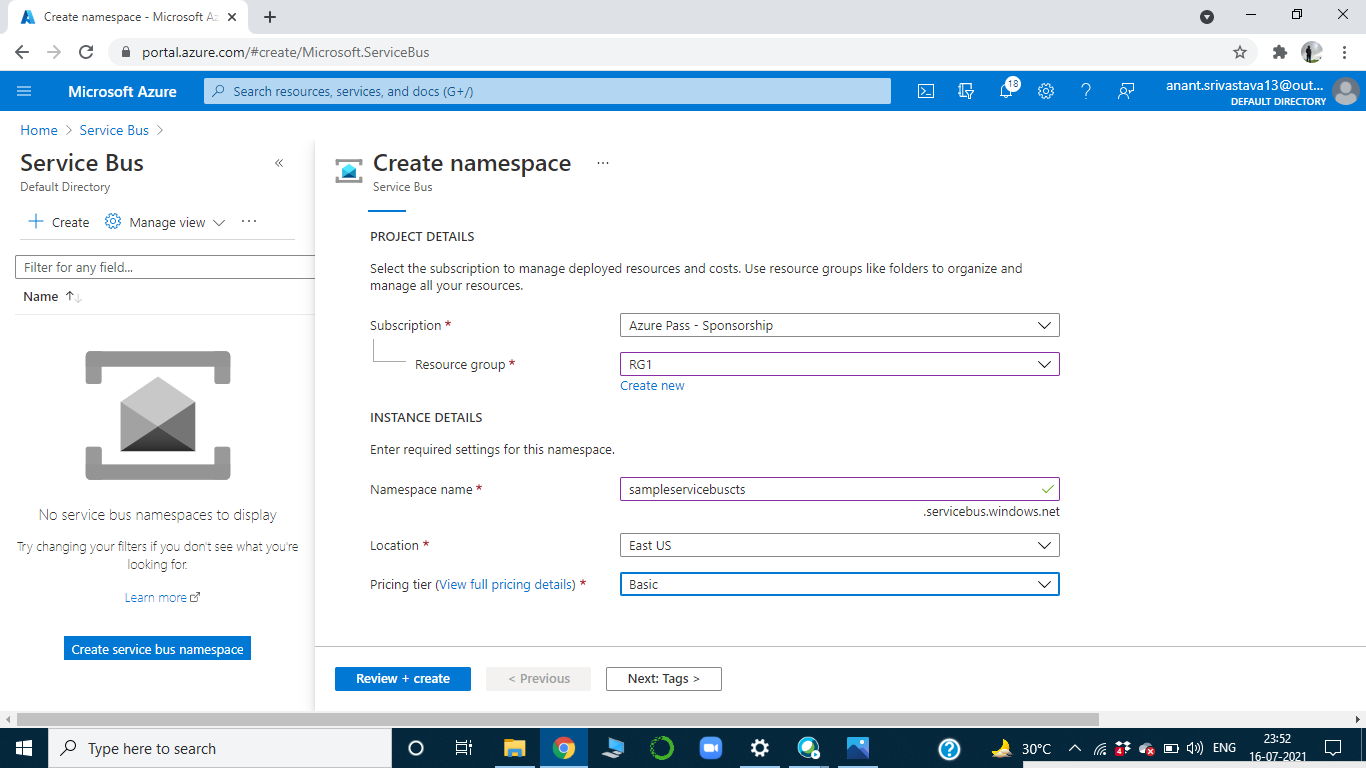 Create namespace - Microsoft Az
portal.azure.com/#create/Microsoft.ServiceBus
Microsoft Azure
Search resources, services, and docs (G+/)
18
anant.srivastava13@out...
DEFAULT DIRECTORY
Home > Service Bus >
Service Bus
Default Directory
Create
Manage view
...
Filter for any field...
Name
No service bus namespaces to display
Try changing your filters if you don't see what you're
looking for.
Learn more
Create service bus namespace
Create namespace
...
Service Bus
PROJECT DETAILS
Select the subscription to manage deployed resources and costs. Use resource groups like folders to organize and
manage all your resources.
Subscription *
Azure Pass - Sponsorship
Resource group *
RG1
Create new
INSTANCE DETAILS
Enter required settings for this namespace.
Namespace name *
sampleservicebuscts
.servicebus.windows.net
Location *
East US
Pricing tier (View full pricing details) *
Basic
Review + create
< Previous
Next: Tags >
Type here to search
30°C
4
ENG
23:52
16-07-2021